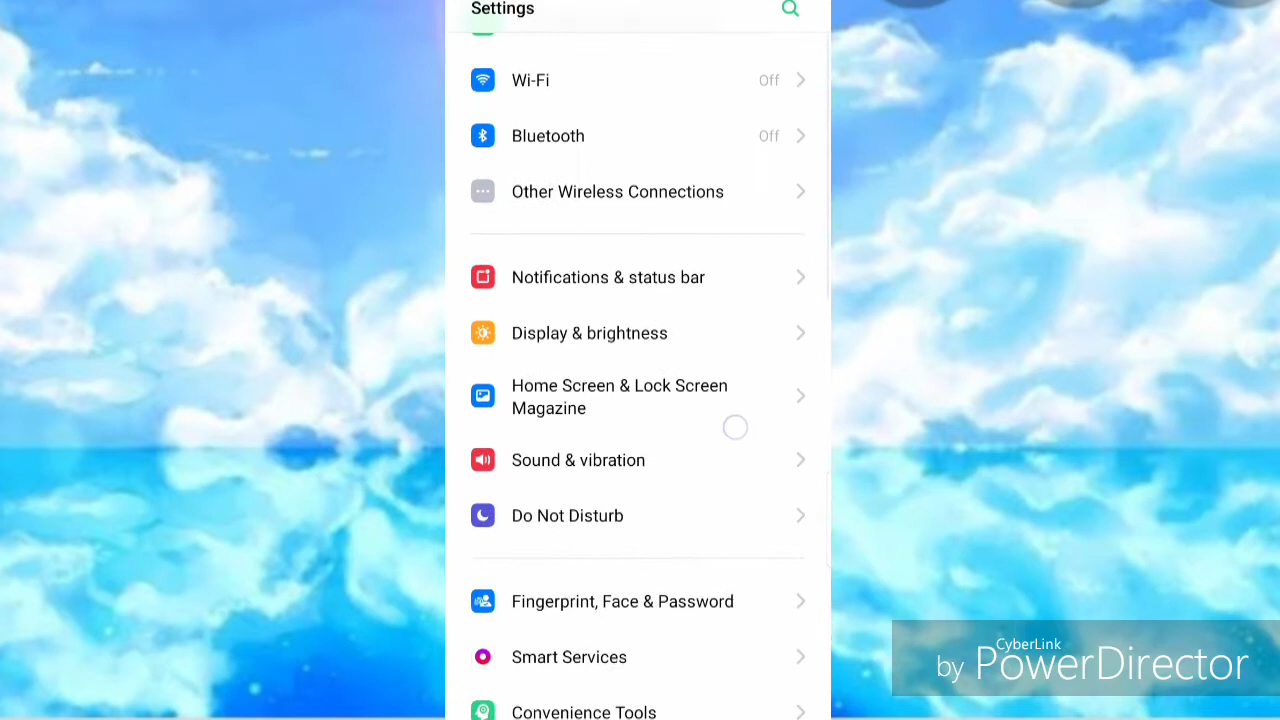 Settings
Wi-Fi Off
Bluetooth Off
Other Wireless Connections
Notifications & status bar
Display & brightness
Home Screen & Lock Screen
Magazine
Sound & vibration
Do Not Disturb
Fingerprint, Face & Password
Smart Services
Convenience Tools
CyberLink
by PowerDirector